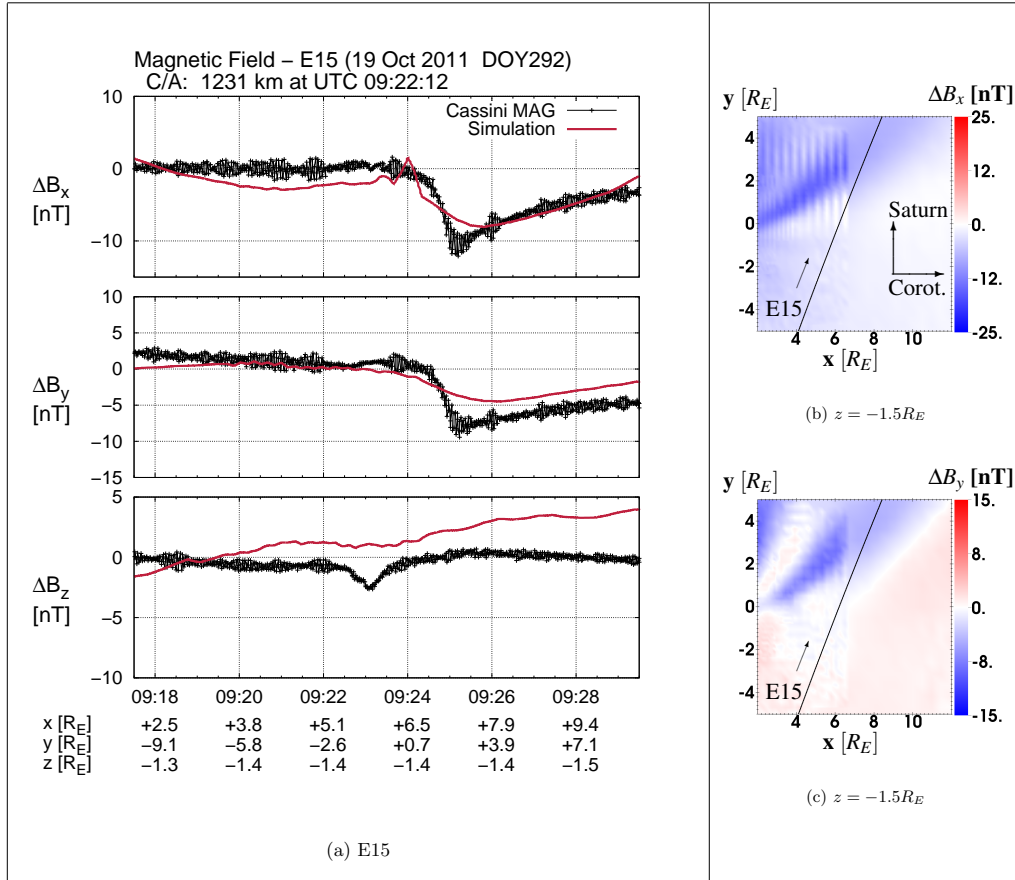 Magnetic Field − E15 (19 Oct 2011 DOY292)
C/A: 1231 km at UTC 09:22:12
Cassini MAG
Simulation
10
0
−10
ΔBx
[nT]
10
5
0
−5
−10
−15
ΔBy
[nT]
5
0
−5
−10
ΔBz
[nT]
09:18 09:20 09:22 09:24 09:26 09:28
x [RE] +2.5 +3.8 +5.1 +6.5 +7.9 +9.4
y [RE] −9.1 −5.8 −2.6 +0.7 +3.9 +7.1
z [RE] −1.3 −1.4 −1.4 −1.4 −1.4 −1.5
(a) E15
y [RE] ΔBx [nT]
4
2
0
-2
-4
25.
12.
0.
-12.
-25.
Saturn
Corot.
E15
4 6 8 10
x [RE]
(b) z = −1.5RE
y [RE] ΔBy [nT]
4
2
0
-2
-4
15.
8.
0.
-8.
-15.
E15
4 6 8 10
x [RE]
(c) z = −1.5RE